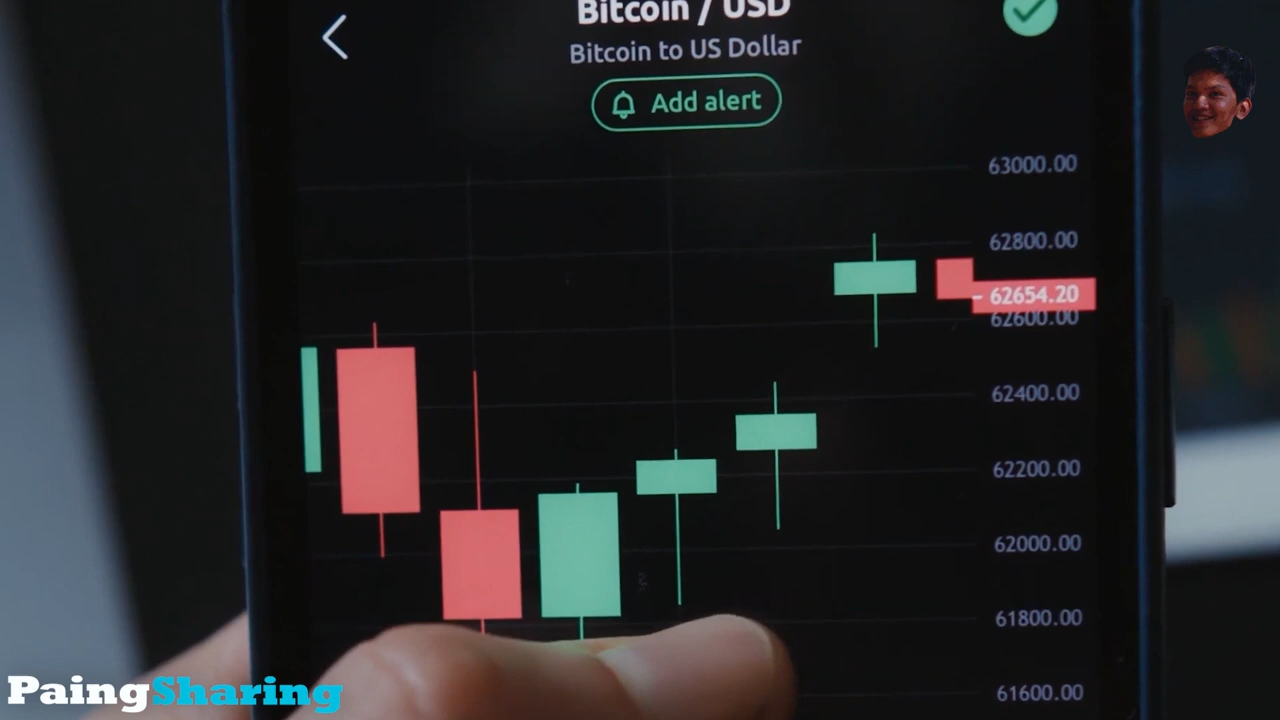 Bitcoin / USD
Bitcoin to US Dollar
Add alert
63000.00
62800.00
62654.20
62600.00
62400.00
62200.00
62000.00
61800.00
61600.00
PaingSharing